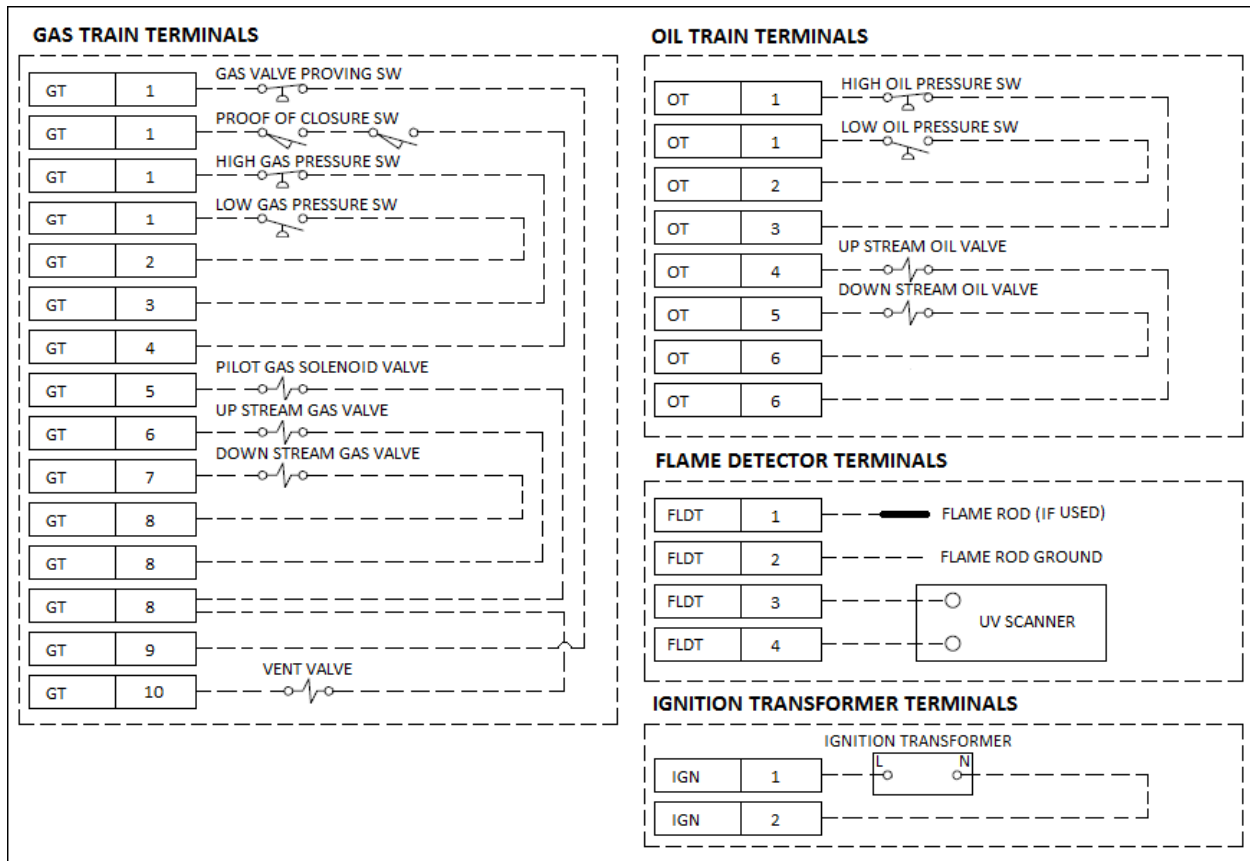 GAS TRAIN TERMINALS
GT 1 GAS VALVE PROVING SW
GT 1 PROOF OF CLOSURE SW
GT 1 HIGH GAS PRESSURE SW
GT 1 LOW GAS PRESSURE SW
GT 2
GT 3
GT 4
GT 5 PILOT GAS SOLENOID VALVE
GT 6 UP STREAM GAS VALVE
GT 7 DOWN STREAM GAS VALVE
GT 8
GT 8
GT 8
GT 9
GT 10 VENT VALVE
OIL TRAIN TERMINALS
OT 1 HIGH OIL PRESSURE SW
OT 1 LOW OIL PRESSURE SW
OT 2
OT 3
OT 4 UP STREAM OIL VALVE
OT 5 DOWN STREAM OIL VALVE
OT 6
OT 6
FLAME DETECTOR TERMINALS
FLDT 1 FLAME ROD (IF USED)
FLDT 2 FLAME ROD GROUND
FLDT 3
UV SCANNER
FLDT 4
IGNITION TRANSFORMER TERMINALS
IGNITION TRANSFORMER
L N
IGN 1
IGN 2